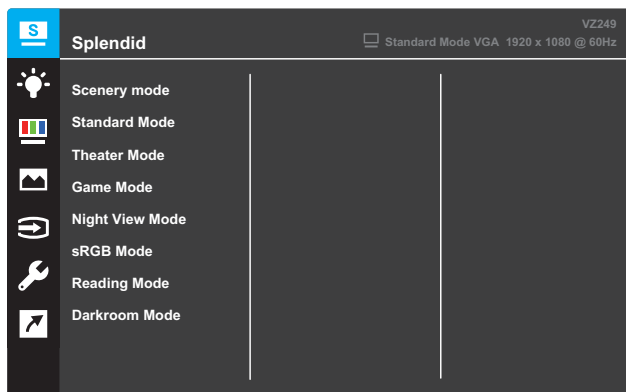 S
VZ249
Splendid
Standard Mode VGA 1920 x 1080 @ 60Hz
Scenery mode
Standard Mode
Theater Mode
Game Mode
Night View Mode
sRGB Mode
Reading Mode
Darkroom Mode